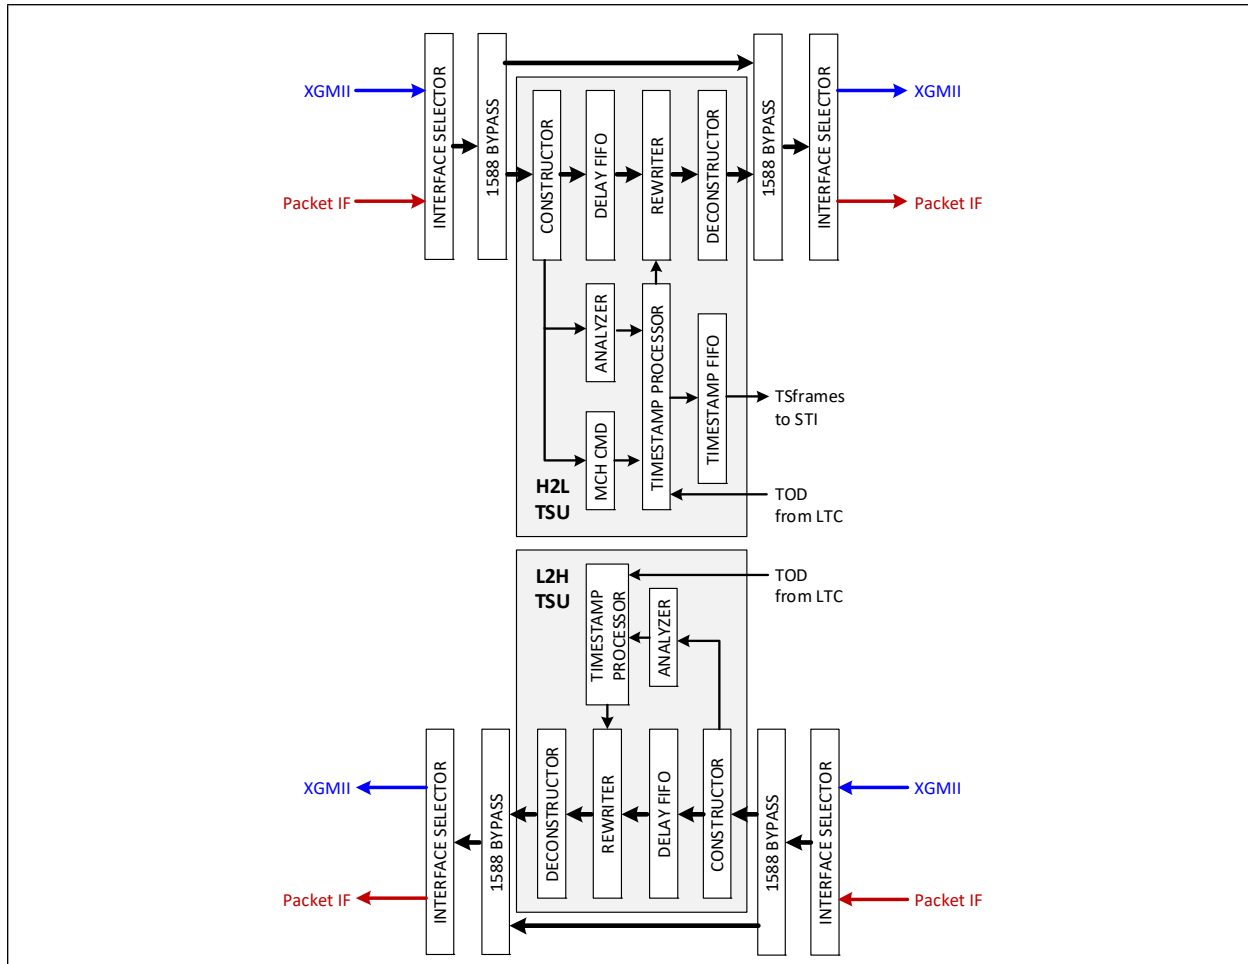 XGMII
Packet IF
INTERFACE SELECTOR
1588 BYPASS
CONSTRUCTOR
DELAY FIFO
REWRITER
DECONSTRUCTOR
1588 BYPASS
INTERFACE SELECTOR
XGMII
Packet IF
ANALYZER
MCH CMD
TIMESTAMP PROCESSOR
TIMESTAMP FIFO
TSframes
to STI
H2L
TSU
TOD
from LTC
L2H
TSU
TIMESTAMP
PROCESSOR
ANALYZER
TOD
from LTC
XGMII
Packet IF
INTERFACE SELECTOR
1588 BYPASS
DECONSTRUCTOR
REWRITER
DELAY FIFO
CONSTRUCTOR
1588 BYPASS
INTERFACE SELECTOR
XGMII
Packet IF